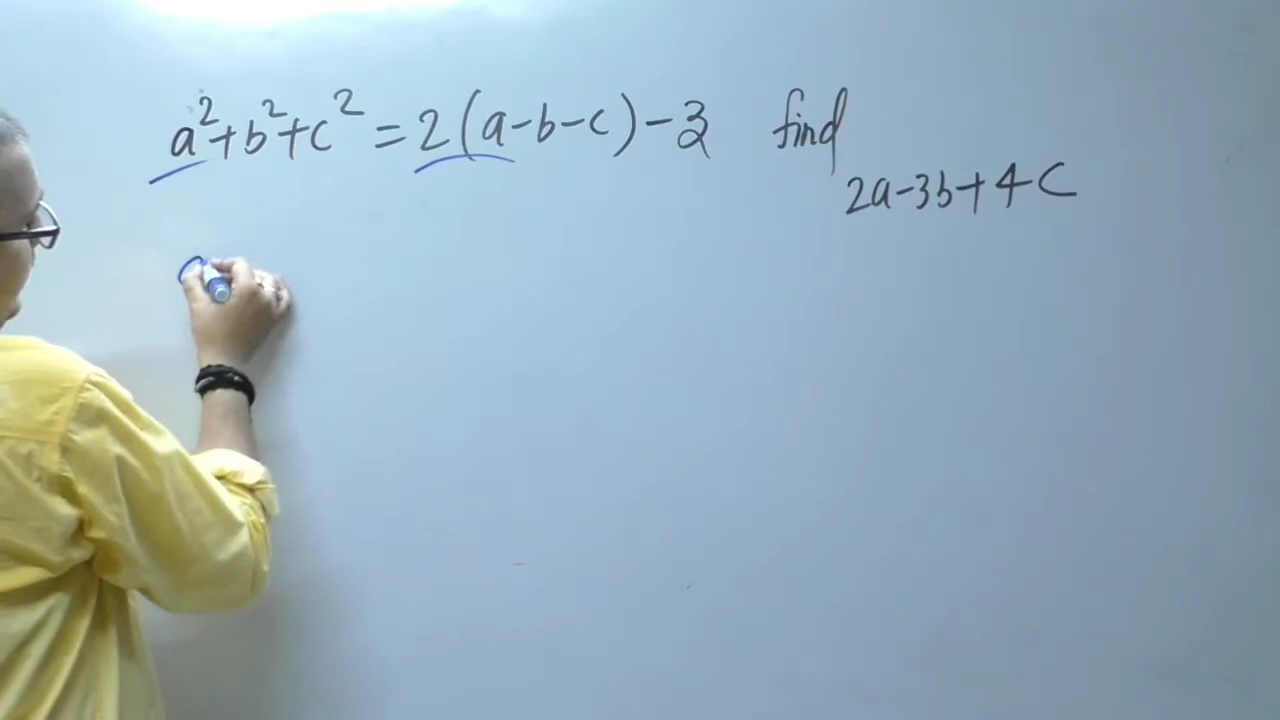 a²+b²+c² = 2(a-b-c)-3 find
2a-3b+4c